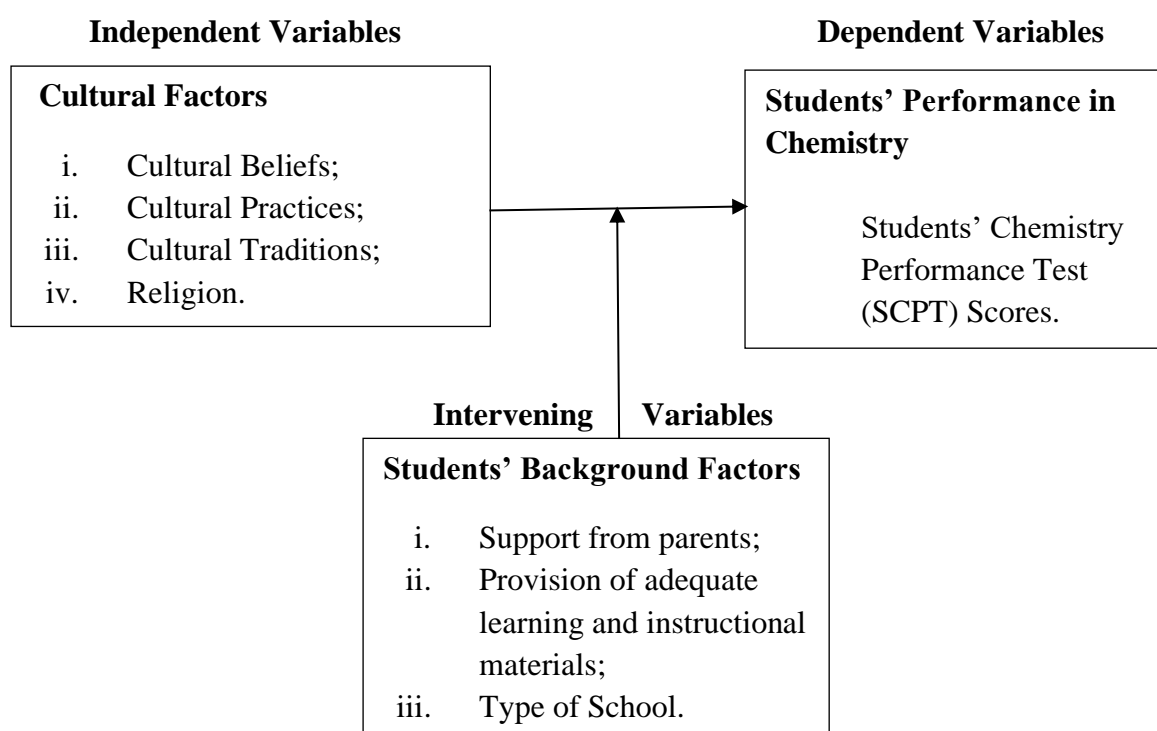 Independent Variables
Cultural Factors
i. Cultural Beliefs;
ii. Cultural Practices;
iii. Cultural Traditions;
iv. Religion.
Dependent Variables
Students’ Performance in
Chemistry
Students’ Chemistry
Performance Test
(SCPT) Scores.
Intervening Variables
Students’ Background Factors
i. Support from parents;
ii. Provision of adequate
learning and instructional
materials;
iii. Type of School.